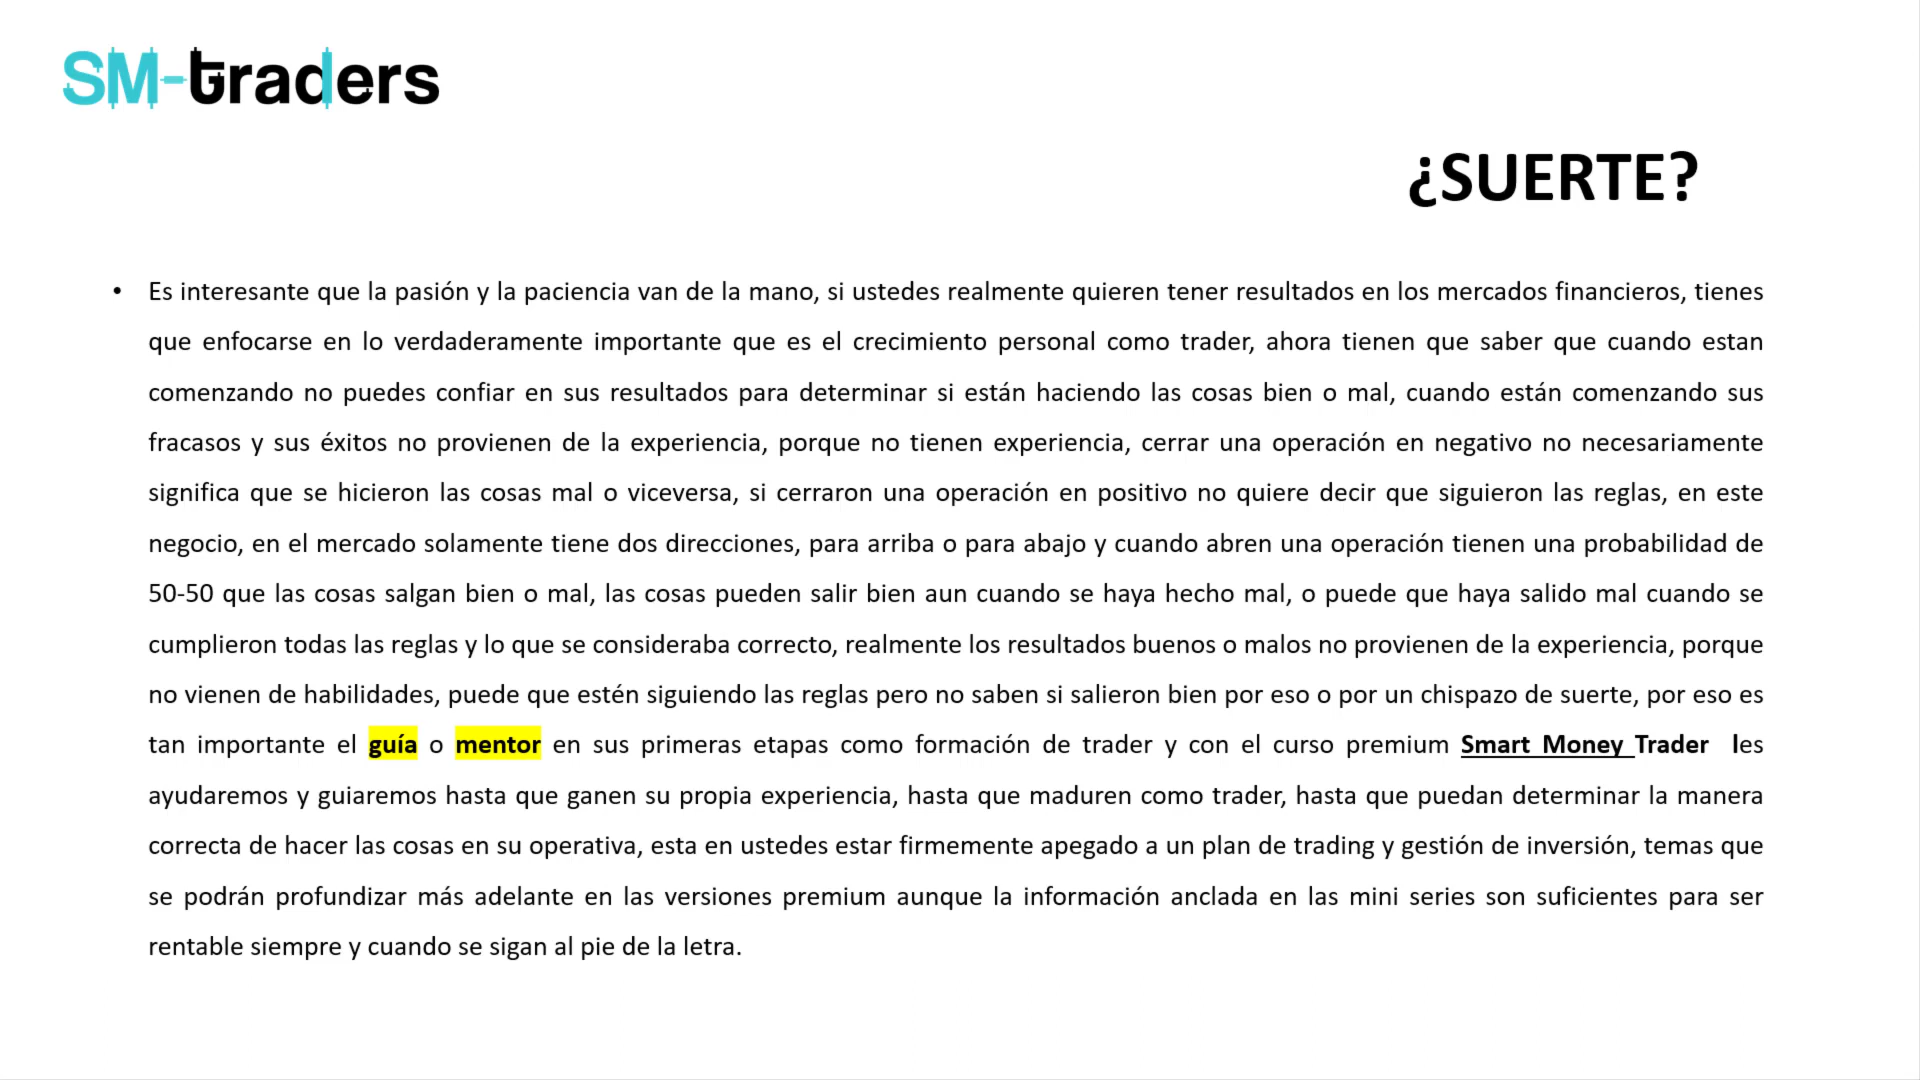 SM-traders
¿SUERTE?
• Es interesante que la pasión y la paciencia van de la mano, si ustedes realmente quieren tener resultados en los mercados financieros, tienes
que enfocarse en lo verdaderamente importante que es el crecimiento personal como trader, ahora tienen que saber que cuando estan
comenzando no puedes confiar en sus resultados para determinar si están haciendo las cosas bien o mal, cuando están comenzando sus
fracasos y sus éxitos no provienen de la experiencia, porque no tienen experiencia, cerrar una operación en negativo no necesariamente
significa que se hicieron las cosas mal o viceversa, si cerraron una operación en positivo no quiere decir que siguieron las reglas, en este
negocio, en el mercado solamente tiene dos direcciones, para arriba o para abajo y cuando abren una operación tienen una probabilidad de
50-50 que las cosas salgan bien o mal, las cosas pueden salir bien aun cuando se haya hecho mal, o puede que haya salido mal cuando se
cumplieron todas las reglas y lo que se consideraba correcto, realmente los resultados buenos o malos no provienen de la experiencia, porque
no vienen de habilidades, puede que estén siguiendo las reglas pero no saben si salieron bien por eso o por un chispazo de suerte, por eso es
tan importante el guía o mentor en sus primeras etapas como formación de trader y con el curso premium Smart Money Trader les
ayudaremos y guiaremos hasta que ganen su propia experiencia, hasta que maduren como trader, hasta que puedan determinar la manera
correcta de hacer las cosas en su operativa, esta en ustedes estar firmemente apegado a un plan de trading y gestión de inversión, temas que
se podrán profundizar más adelante en las versiones premium aunque la información anclada en las mini series son suficientes para ser
rentable siempre y cuando se sigan al pie de la letra.